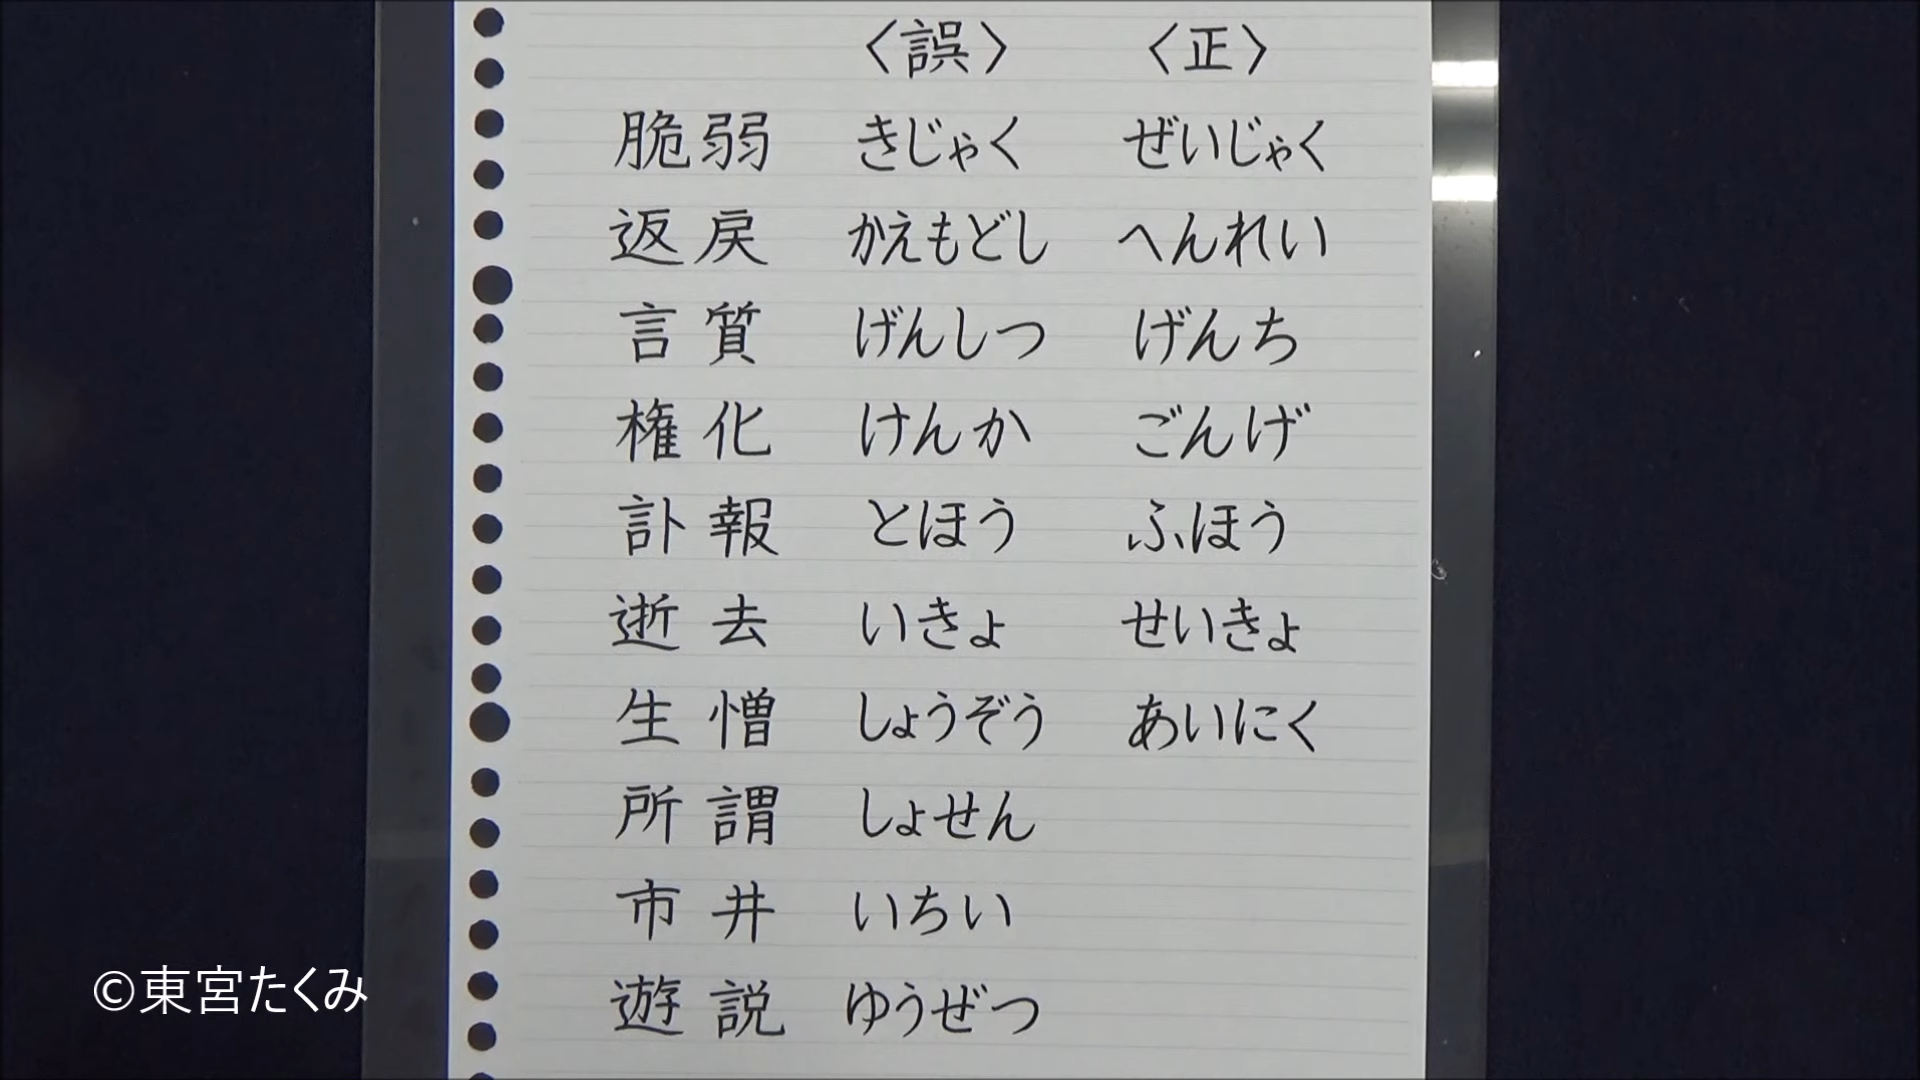 〈誤〉 〈正〉
脆弱 きじゃく ぜいじゃく
返戻 かえもどし へんれい
言質 げんしつ げんち
権化 けんか ごんげ
訃報 とほう ふほう
逝去 いきょ せいきょ
生憎 しょうぞう あいにく
所謂 しょせん
市井 いちい
遊説 ゆうぜつ
©東宮たくみ